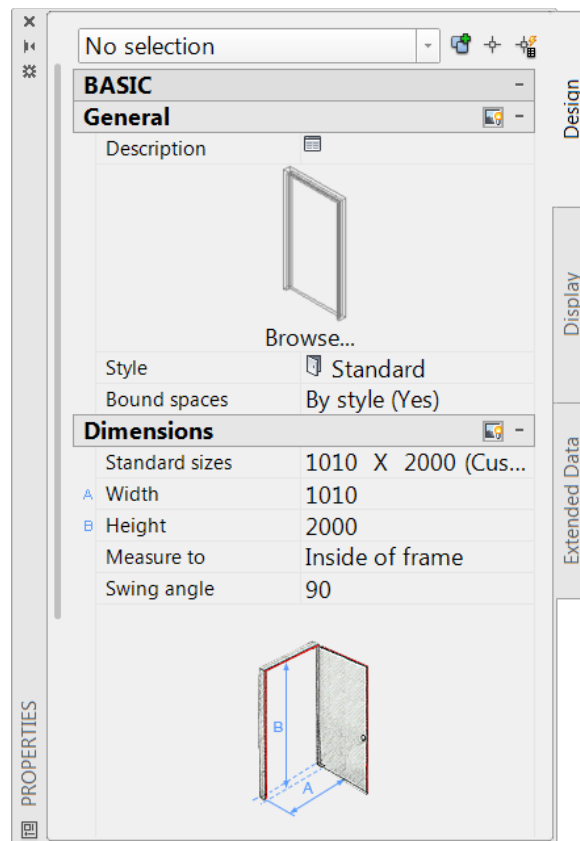 No selection
BASIC
General
Description
Browse...
Style Standard
Bound spaces By style (Yes)
Dimensions
Standard sizes 1010 X 2000 (Cus...
A Width 1010
B Height 2000
Measure to Inside of frame
Swing angle 90
B
A
PROPERTIES
Design
Display
Extended Data